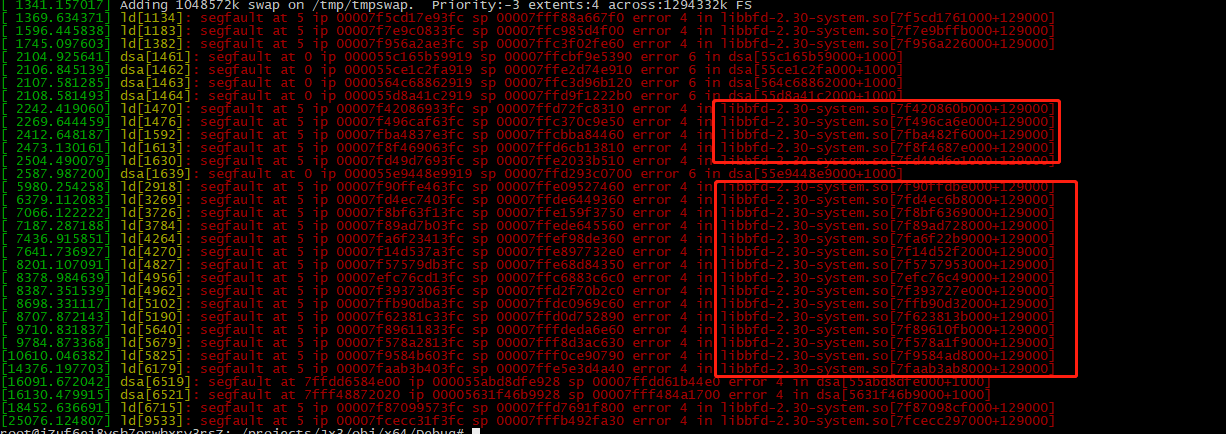 [ 1341.157017] Adding 1048572k swap on /tmp/tmpswap.  Priority:-3 extents:4 across:1294332k FS
[ 1369.634371] ld[1134]: segfault at 5 ip 00007f5cd17e93fc sp 00007fff88a667f0 error 4 in libbfd-2.30-system.so[7f5cd1761000+129000]
[ 1596.445838] ld[1183]: segfault at 5 ip 00007f7e9c0833fc sp 00007ffc985d4f00 error 4 in libbfd-2.30-system.so[7f7e9bffb000+129000]
[ 1745.097603] ld[1382]: segfault at 5 ip 00007f956a2ae3fc sp 00007ffc3f02fe60 error 4 in libbfd-2.30-system.so[7f956a226000+129000]
[ 2104.925641] dsa[1461]: segfault at 0 ip 000055c165b59919 sp 00007ffcbf9e5390 error 6 in dsa[55c165b59000+1000]
[ 2106.845139] dsa[1462]: segfault at 0 ip 000055ce1c2fa919 sp 00007ffe2d74e910 error 6 in dsa[55ce1c2fa000+1000]
[ 2107.581285] dsa[1463]: segfault at 0 ip 0000564c68862919 sp 00007ffc3d96b120 error 6 in dsa[564c68862000+1000]
[ 2108.581493] dsa[1464]: segfault at 0 ip 000055d8a41c2919 sp 00007ffd9f1227b0 error 6 in dsa[55d8a41c2000+1000]
[ 2242.419060] ld[1470]: segfault at 5 ip 00007f42086933fc sp 00007ffd72fc8310 error 4 in libbfd-2.30-system.so[7f420860b000+129000]
[ 2269.644459] ld[1476]: segfault at 5 ip 00007f496caf63fc sp 00007ffc370c9e50 error 4 in libbfd-2.30-system.so[7f496ca6e000+129000]
[ 2412.648187] ld[1592]: segfault at 5 ip 00007fba4837e3fc sp 00007ffcbba84460 error 4 in libbfd-2.30-system.so[7fba482f6000+129000]
[ 2473.130161] ld[1613]: segfault at 5 ip 00007f8f469063fc sp 00007ffd6cb13810 error 4 in libbfd-2.30-system.so[7f8f4687e000+129000]
[ 2504.490079] ld[1630]: segfault at 5 ip 00007fd49d7693fc sp 00007ffe2033b510 error 4 in libbfd-2.30-system.so
[ 2587.987200] dsa[1639]: segfault at 0 ip 000055e9448e9919 sp 00007ffd293c0720 error 6 in dsa[55e9448e9000+1000]
[ 5980.254258] ld[2918]: segfault at 5 ip 00007f90ffe463fc sp 00007ffe09527460 error 4 in libbfd-2.30-system.so
[ 6379.112083] ld[3269]: segfault at 5 ip 00007fd4ec7403fc sp 00007ffde6449360 error 4 in libbfd-2.30-system.so[7fd4ec6b8000+129000]
[ 7066.122222] ld[3726]: segfault at 5 ip 00007f8bf63f13fc sp 00007ffe159f3750 error 4 in libbfd-2.30-system.so[7f8bf6369000+129000]
[ 7187.287188] ld[3784]: segfault at 5 ip 00007f89ad7b03fc sp 00007ffede645560 error 4 in libbfd-2.30-system.so[7f89ad728000+129000]
[ 7436.915851] ld[4264]: segfault at 5 ip 00007fa6f23413fc sp 00007ffef98de360 error 4 in libbfd-2.30-system.so[7fa6f22b9000+129000]
[ 7641.736927] ld[4270]: segfault at 5 ip 00007f14d537a3fc sp 00007ffe897732e0 error 4 in libbfd-2.30-system.so[7f14d52f2000+129000]
[ 8201.107091] ld[4827]: segfault at 5 ip 00007f57579db3fc sp 00007ffe68d84350 error 4 in libbfd-2.30-system.so[7f5757953000+129000]
[ 8378.984639] ld[4956]: segfault at 5 ip 00007efc76cd13fc sp 00007ffc6883c6c0 error 4 in libbfd-2.30-system.so[7efc76c49000+129000]
[ 8387.351539] ld[4962]: segfault at 5 ip 00007f39373063fc sp 00007ffd2f70b2c0 error 4 in libbfd-2.30-system.so[7f393727e000+129000]
[ 8698.331117] ld[5102]: segfault at 5 ip 00007ffb90dba3fc sp 00007ffdc0969c60 error 4 in libbfd-2.30-system.so[7ffb90d32000+129000]
[ 8707.872143] ld[5190]: segfault at 5 ip 00007f62381c33fc sp 00007ffd0d752890 error 4 in libbfd-2.30-system.so[7f623813b000+129000]
[ 9710.831837] ld[5640]: segfault at 5 ip 00007f89611833fc sp 00007fffdeda6e60 error 4 in libbfd-2.30-system.so[7f89610fb000+129000]
[ 9784.873368] ld[5679]: segfault at 5 ip 00007f578a2813fc sp 00007fff8d3ac630 error 4 in libbfd-2.30-system.so[7f578a1f9000+129000]
[10610.046382] ld[5825]: segfault at 5 ip 00007f9584b603fc sp 00007fff0ce90790 error 4 in libbfd-2.30-system.so[7f9584ad8000+129000]
[14376.197703] ld[6179]: segfault at 5 ip 00007faab3b403fc sp 00007ffe5e3d4a40 error 4 in libbfd-2.30-system.so[7faab3ab8000+129000]
[16091.672042] dsa[6519]: segfault at 7ffdd6584e00 ip 000055abd8dfe928 sp 00007ffdd61b44e0 error 4 in dsa[55abd8dfe000+1000]
[16130.479915] dsa[6521]: segfault at 7fff48872020 ip 00005631f46b9928 sp 00007fff484a1700 error 4 in dsa[5631f46b9000+1000]
[18452.636691] ld[6715]: segfault at 5 ip 00007f87099573fc sp 00007ffd7691f800 error 4 in libbfd-2.30-system.so[7f87098cf000+129000]
[25076.124807] ld[9533]: segfault at 5 ip 00007fcecc31f3fc sp 00007fffb492fa30 error 4 in libbfd-2.30-system.so[7fcecc297000+129000]